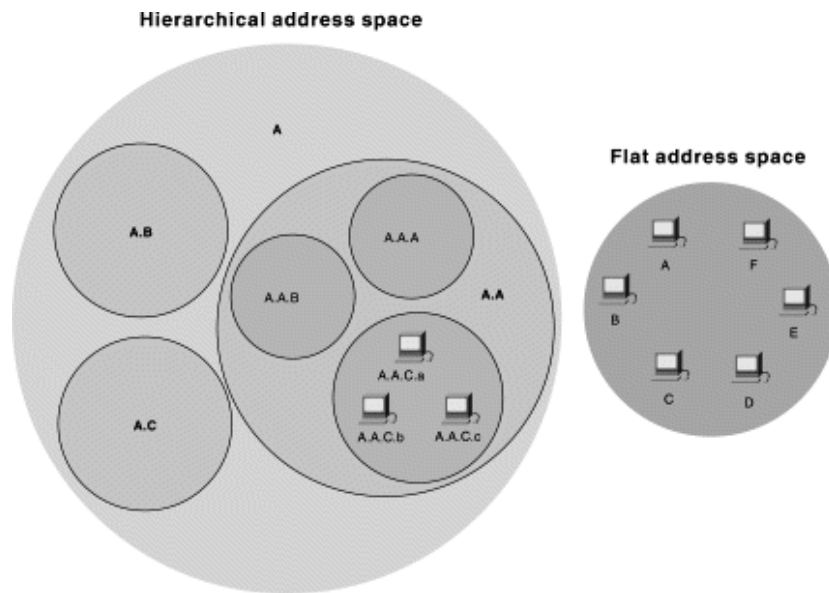 Hierarchical address space
A
A.B
A.A.A
A.A.B
A.A
A.A.C.a
A.A.C.b
A.A.C.c
A.C
Flat address space
A
F
B
E
C
D